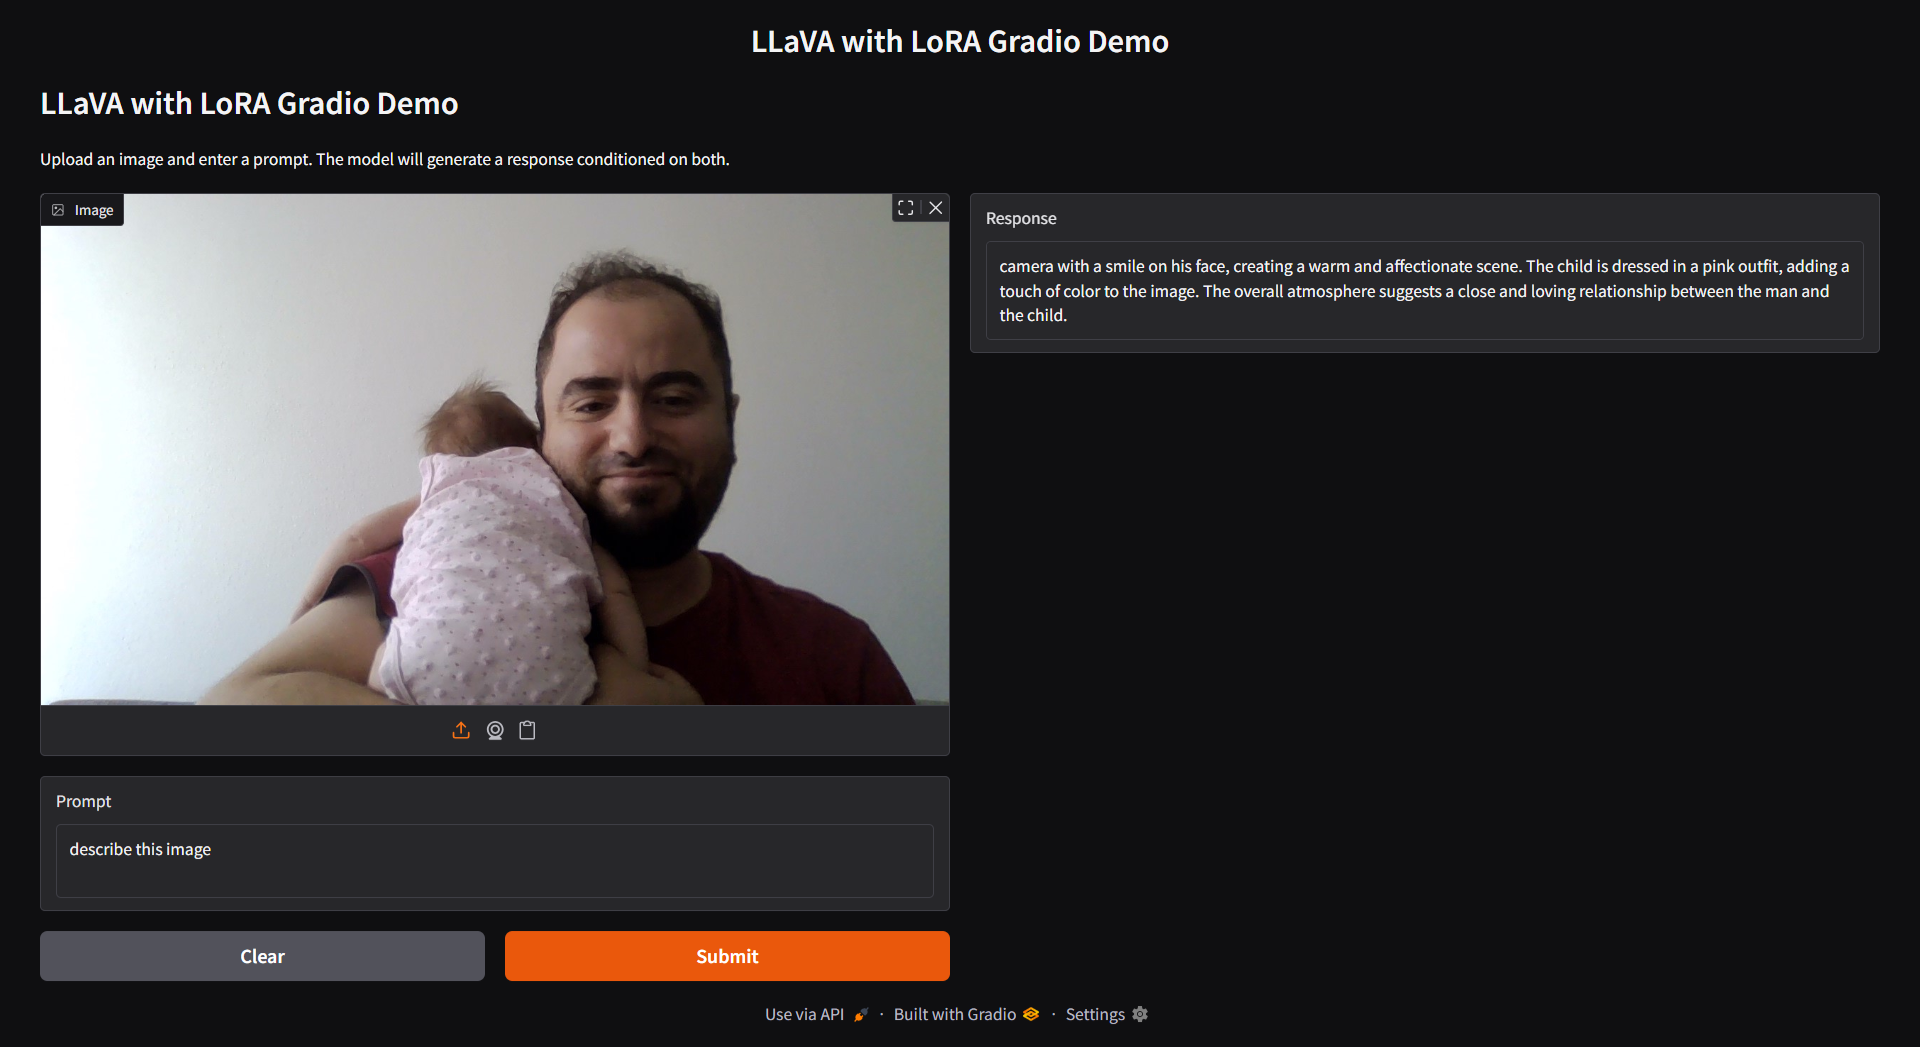 LLaVA with LoRA Gradio Demo
LLaVA with LoRA Gradio Demo
Upload an image and enter a prompt. The model will generate a response conditioned on both.
Image
Response
camera with a smile on his face, creating a warm and affectionate scene. The child is dressed in a pink outfit, adding a
touch of color to the image. The overall atmosphere suggests a close and loving relationship between the man and
the child.
Prompt
describe this image
Clear
Submit
Use via API · Built with Gradio · Settings